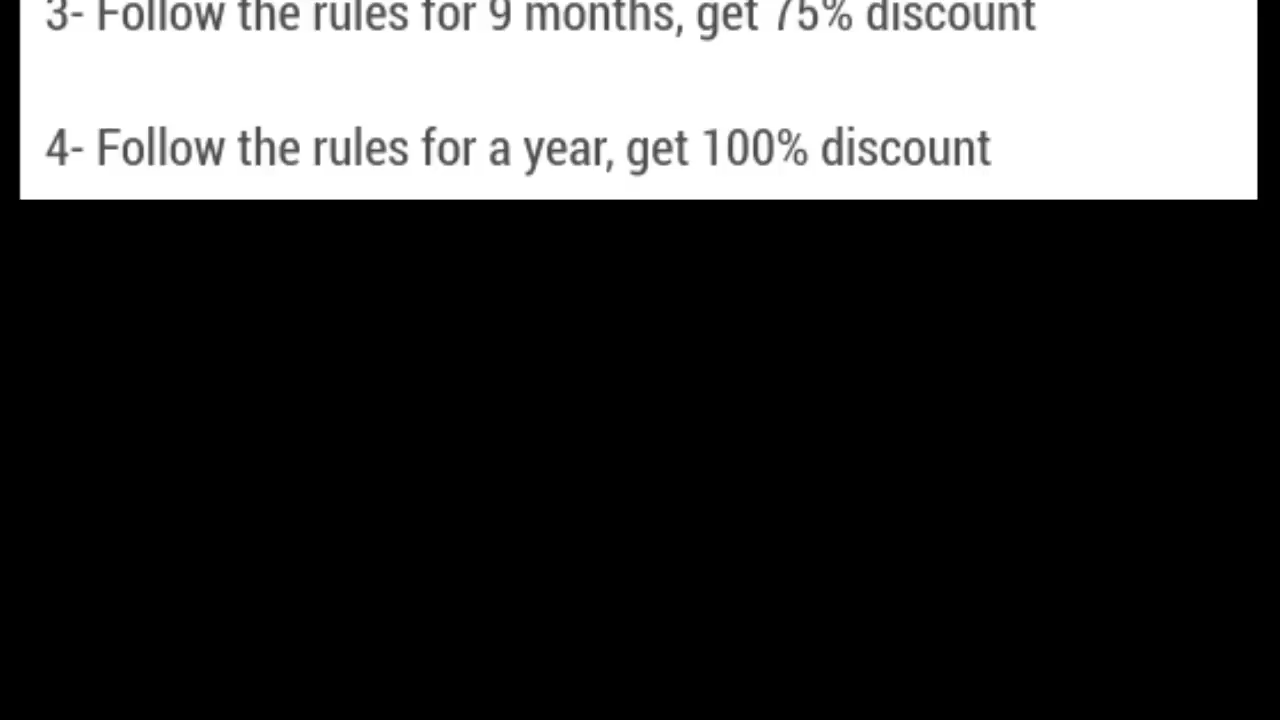 3- Follow the rules for 9 months, get 75% discount
4- Follow the rules for a year, get 100% discount